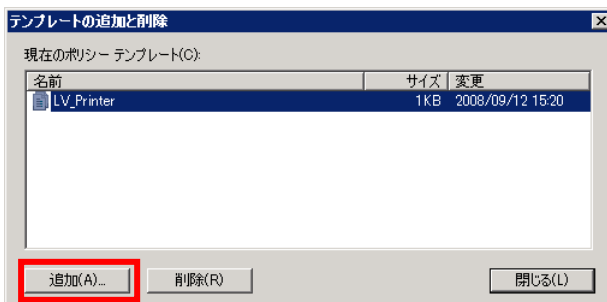 テンプレートの追加と削除
現在のポリシー テンプレート(C):
名前 サイズ 変更
LV_Printer 1KB 2008/09/12 15:20
追加(A)... 削除(R) 閉じる(L)